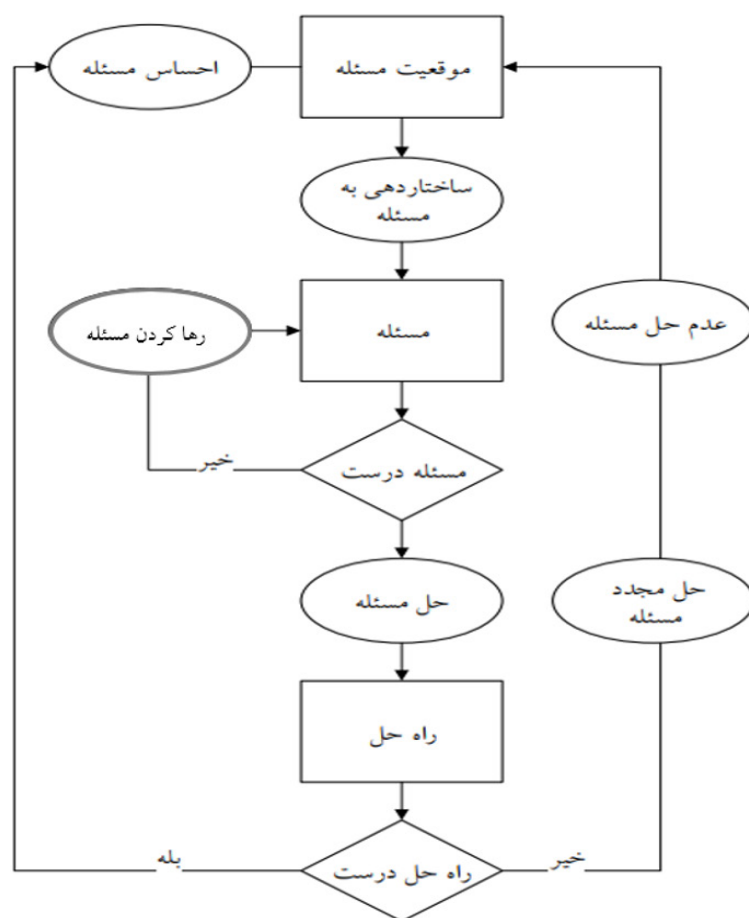 موقعیت مسئله
احساس مسئله
ساختاردهی به
مسئله
مسئله
رها کردن مسئله
عدم حل مسئله
مسئله درست
خیر
حل مسئله
حل مجدد
مسئله
راه حل
راه حل درست
خیر
بله